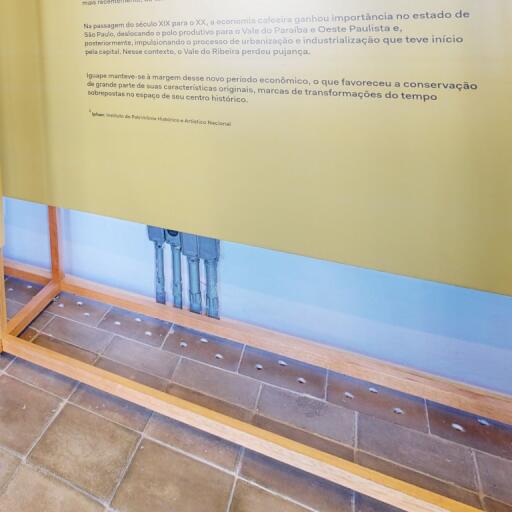 mais recentemente,
Na passagem do século XIX para o XX, a economia cafeeira ganhou importância no estado de
São Paulo, deslocando o polo produtivo para o Vale do Paraíba e Oeste Paulista e,
posteriormente, impulsionando o processo de urbanização e industrialização que teve início
pela capital. Nesse contexto, o Vale do Ribeira perdeu pujança.
Iguape manteve-se à margem desse novo período econômico, o que favoreceu a conservação
de grande parte de suas características originais, marcas de transformações do tempo
sobrepostas no espaço de seu centro histórico.
Iphan: Instituto do Patrimônio Histórico e Artístico Nacional